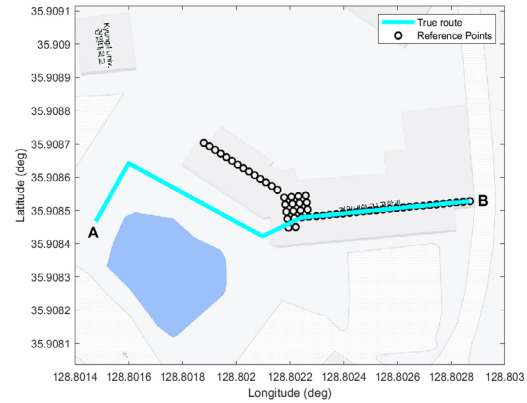 True route
Reference Points
Kyungil univ.
A
B
Latitude (deg)
35.9091
35.909
35.9089
35.9088
35.9087
35.9086
35.9085
35.9084
35.9083
35.9082
35.9081
128.8014 128.8016 128.8018 128.802 128.8022 128.8024 128.8026 128.8028 128.803
Longitude (deg)